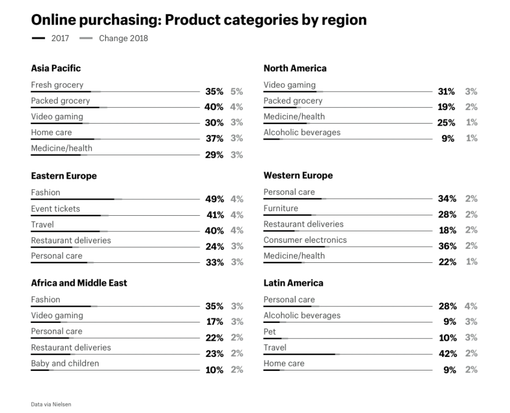 Online purchasing: Product categories by region
2017 Change 2018
Asia Pacific
Fresh grocery 35% 5%
Packed grocery 40% 4%
Video gaming 30% 3%
Home care 37% 3%
Medicine/health 29% 3%
North America
Video gaming 31% 3%
Packed grocery 19% 2%
Medicine/health 25% 1%
Alcoholic beverages 9% 1%
Eastern Europe
Fashion 49% 4%
Event tickets 41% 4%
Travel 40% 4%
Restaurant deliveries 24% 3%
Personal care 33% 3%
Western Europe
Personal care 34% 2%
Furniture 28% 2%
Restaurant deliveries 18% 2%
Consumer electronics 36% 2%
Medicine/health 22% 1%
Africa and Middle East
Fashion 35% 3%
Video gaming 17% 3%
Personal care 22% 2%
Restaurant deliveries 23% 2%
Baby and children 10% 2%
Latin America
Personal care 28% 4%
Alcoholic beverages 9% 3%
Pet 10% 3%
Travel 42% 2%
Home care 9% 2%
Data via Nielsen